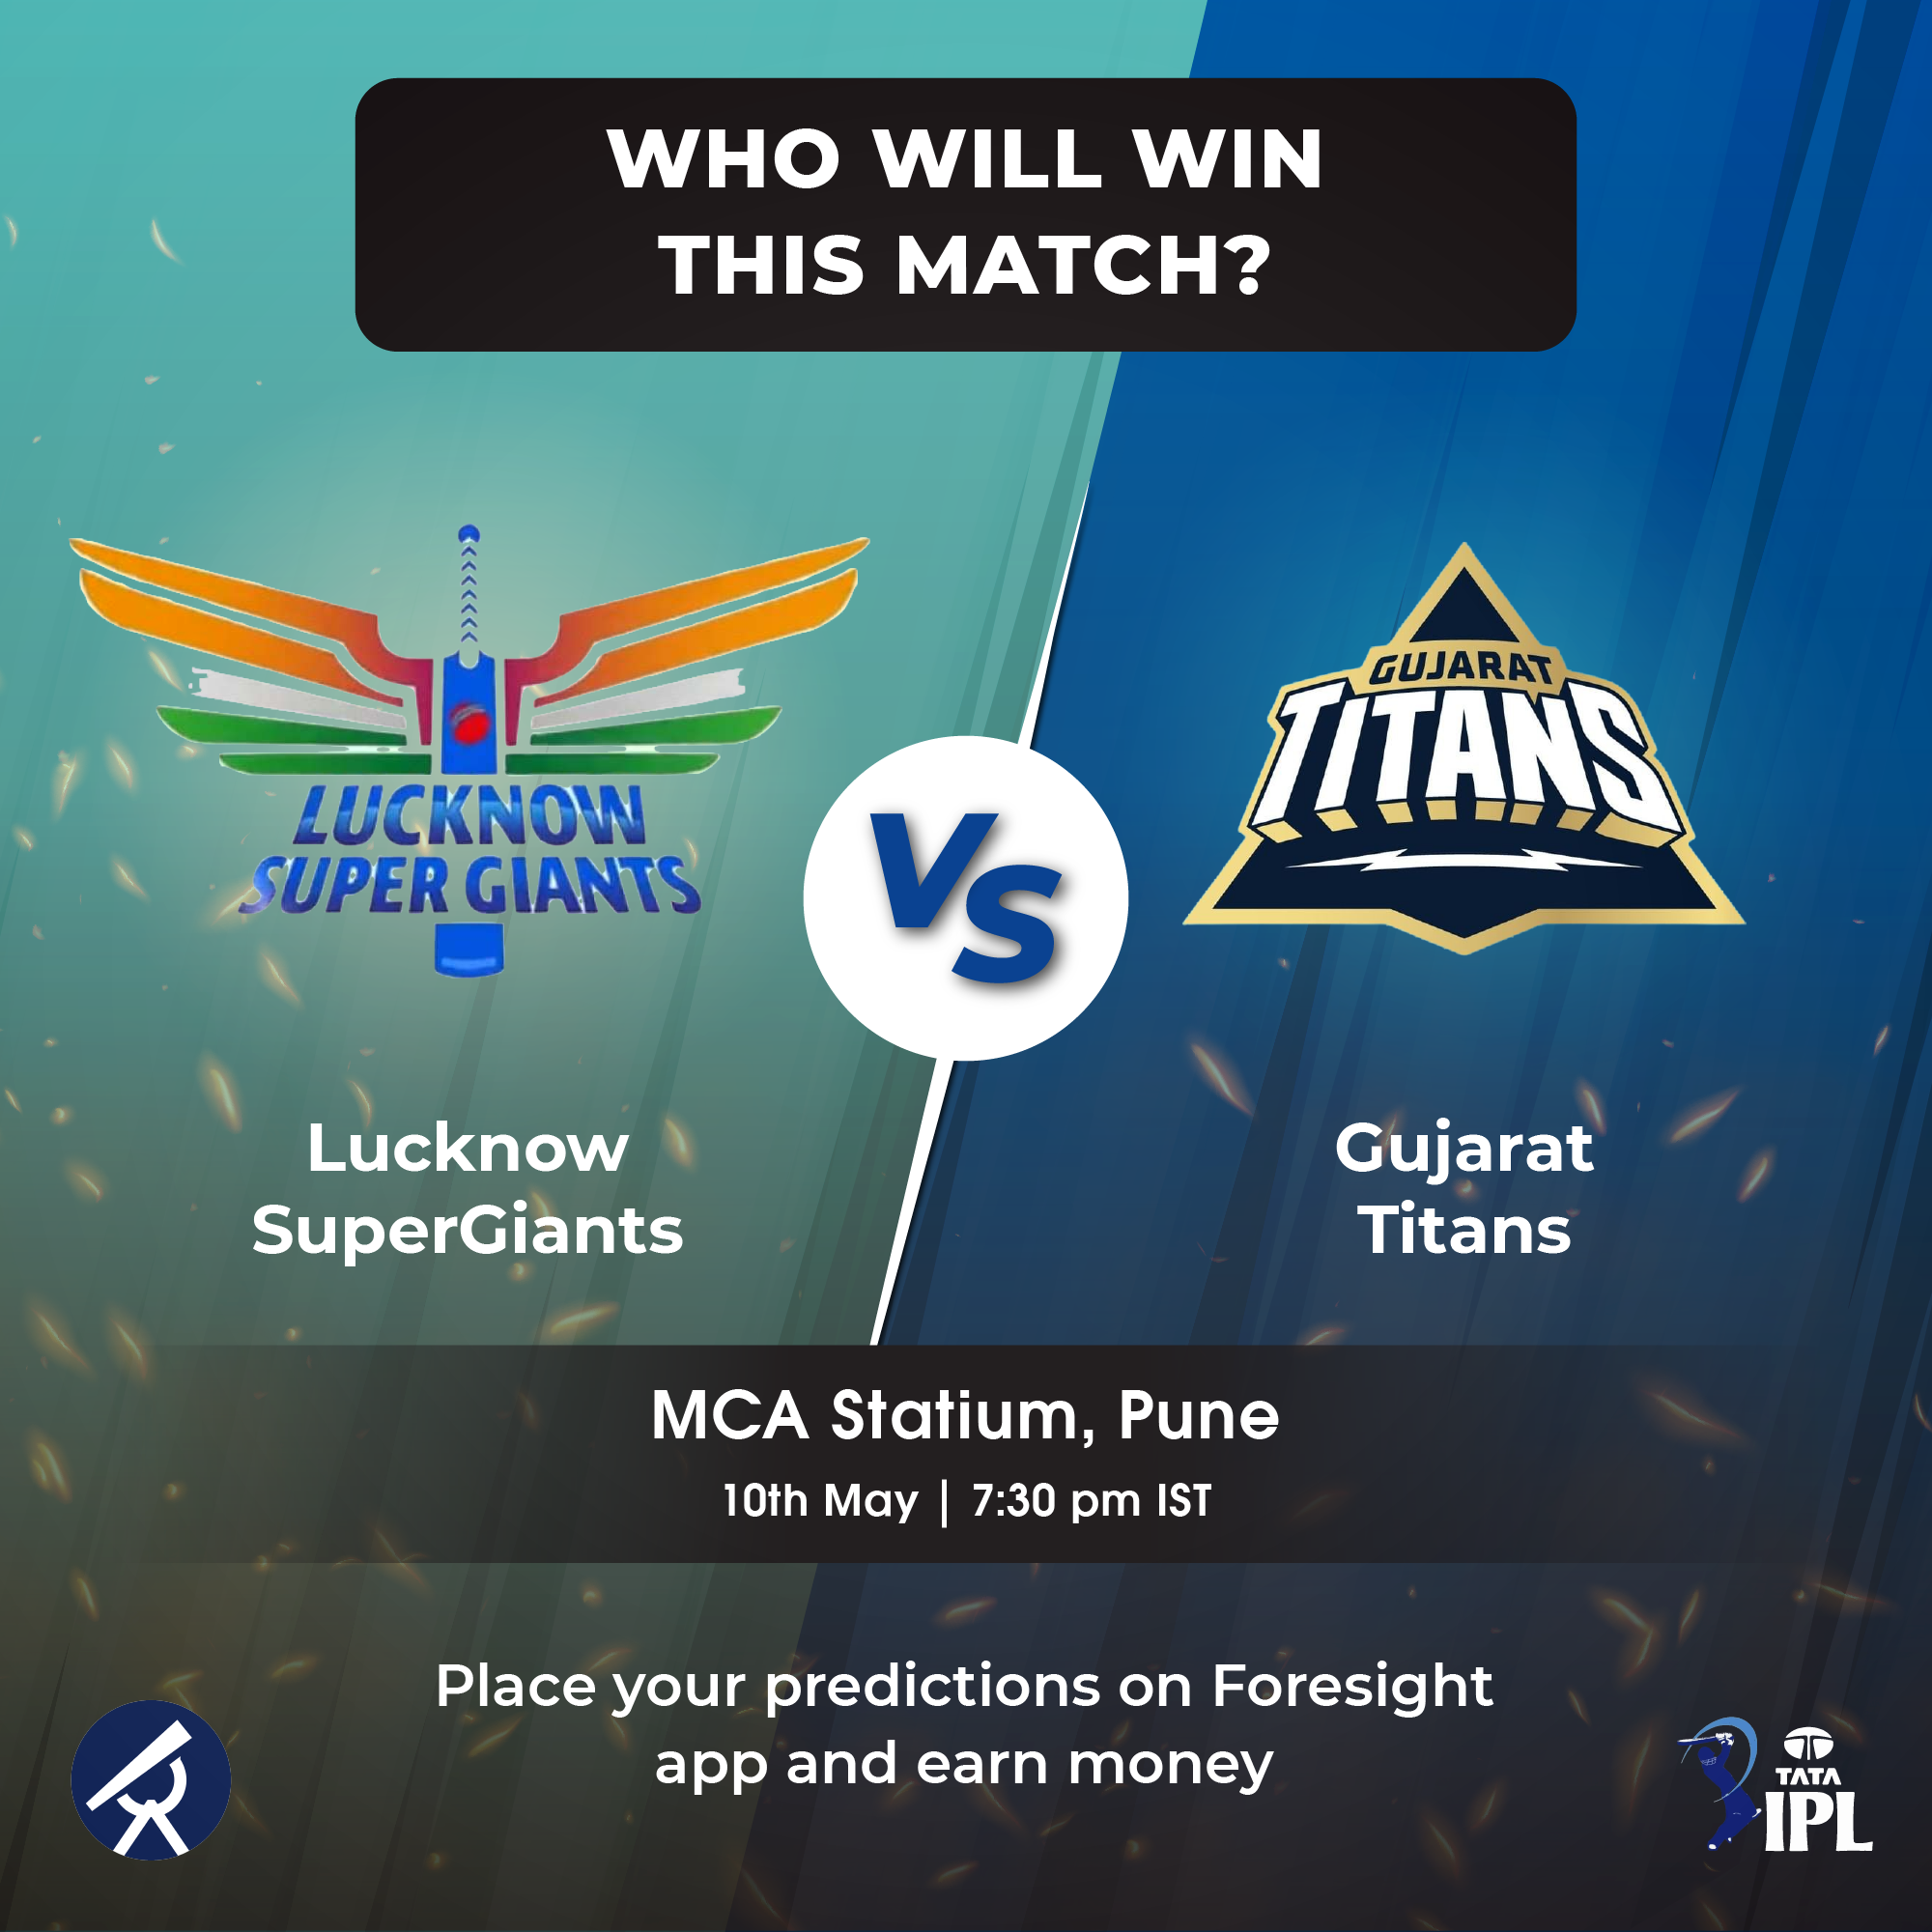 WHO WILL WIN
THIS MATCH?
LUCKNOW
SUPER GIANTS
GUJARAT
TITANS
VS
Lucknow
SuperGiants
Gujarat
Titans
MCA Statium, Pune
10th May | 7:30 pm IST
Place your predictions on Foresight
app and earn money
TATA
IPL